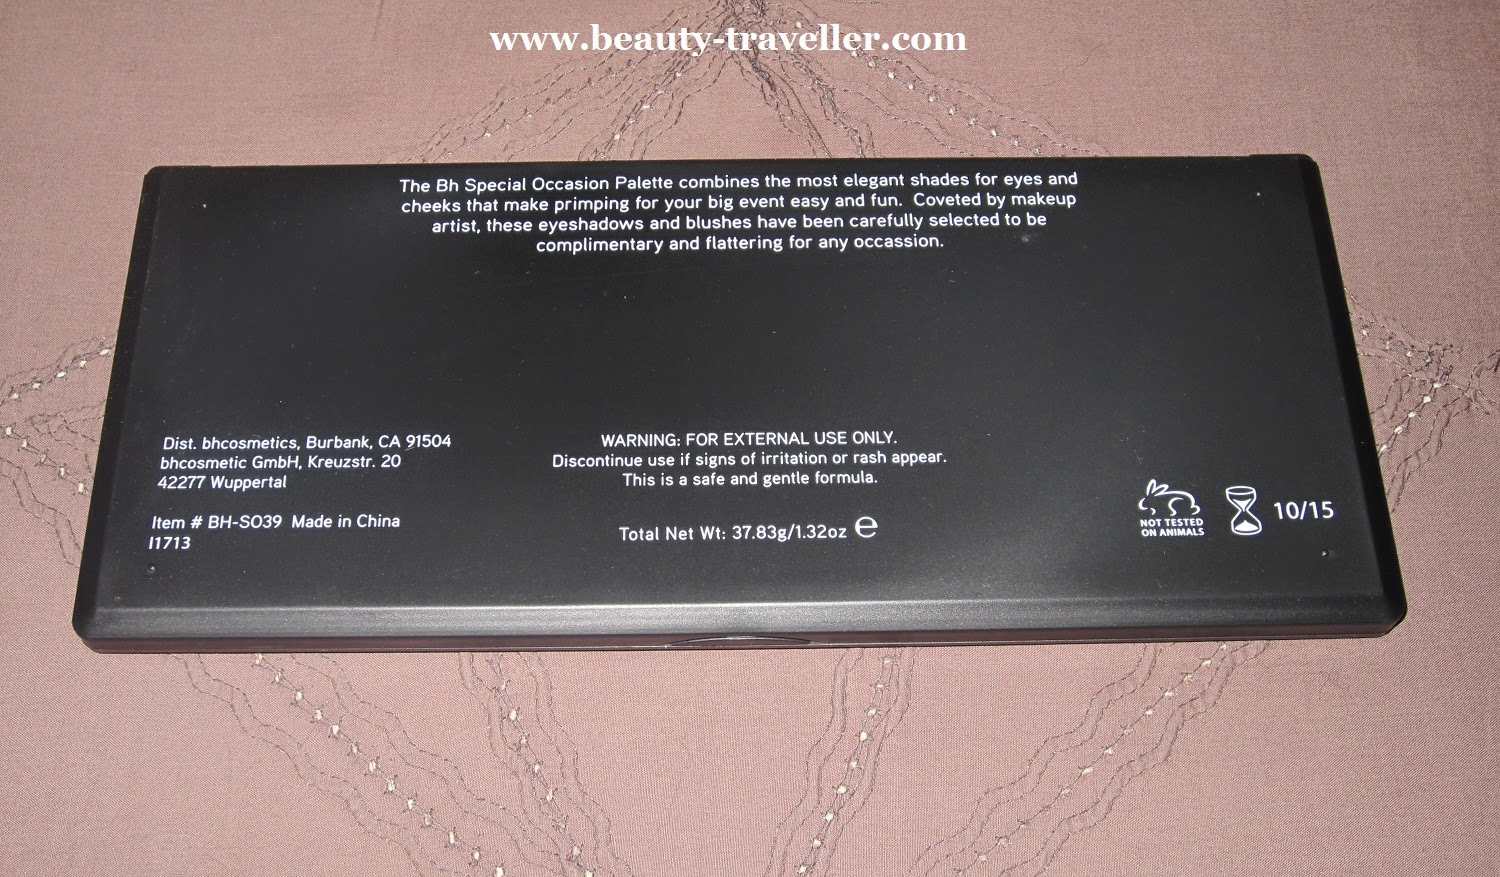 www.beauty-traveller.com
The Bh Special Occasion Palette combines the most elegant shades for eyes and
cheeks that make primping for your big event easy and fun. Coveted by makeup
artist, these eyeshadows and blushes have been carefully selected to be
complimentary and flattering for any occassion.
Dist. bhcosmetics, Burbank, CA 91504
bhcosmetic GmbH, Kreuzstr. 20
42277 Wuppertal
Item # BH-SO39 Made in China
I1713
WARNING: FOR EXTERNAL USE ONLY.
Discontinue use if signs of irritation or rash appear.
This is a safe and gentle formula.
Total Net Wt: 37.83g/1.32oz ℮
NOT TESTED
ON ANIMALS
10/15